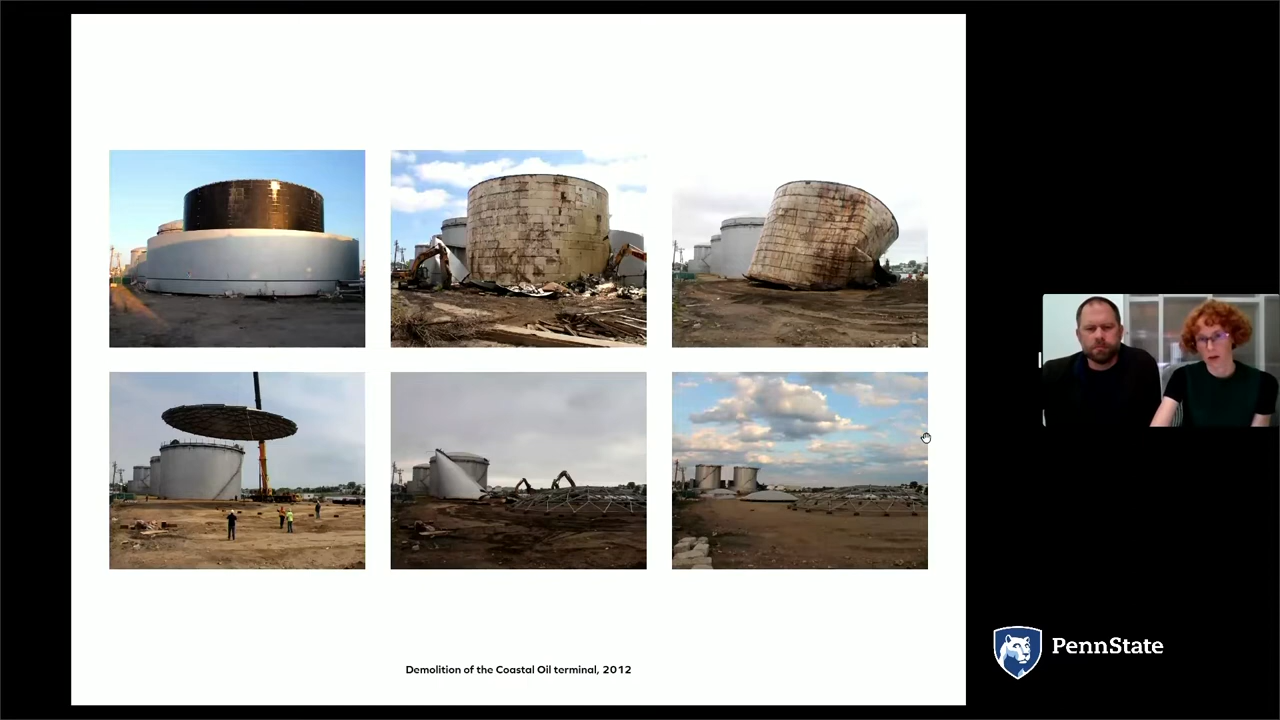 Demolition of the Coastal Oil terminal, 2012
PennState